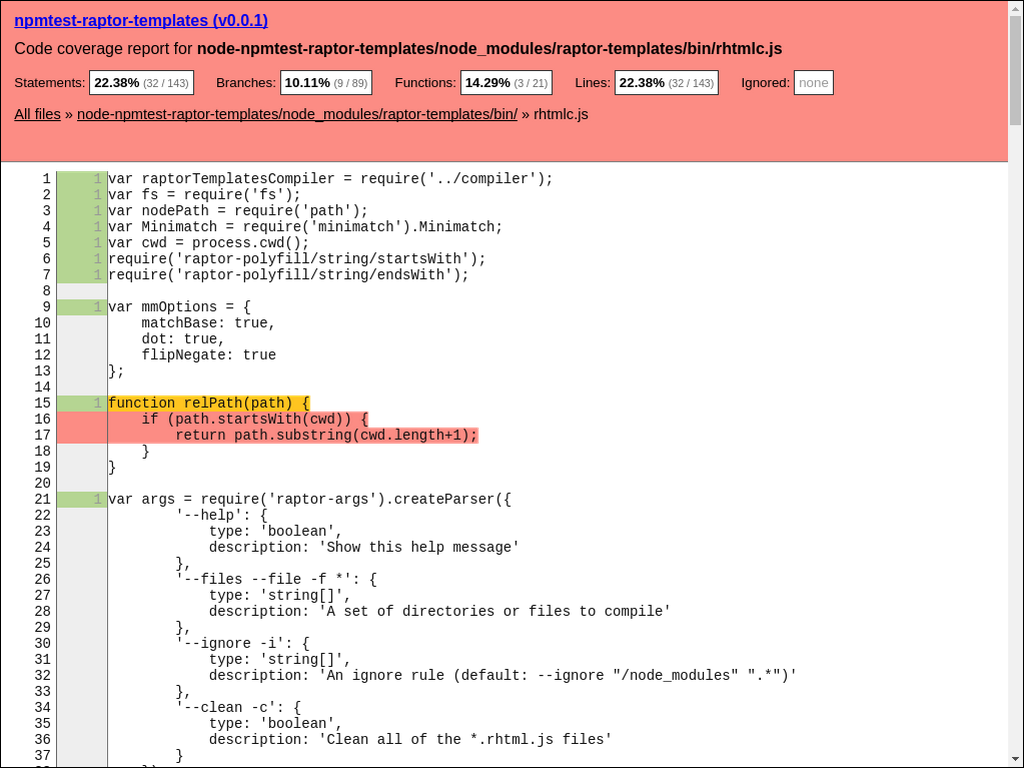 npmtest-raptor-templates (v0.0.1)
Code coverage report for node-npmtest-raptor-templates/node_modules/raptor-templates/bin/rhtmlc.js
Statements: 22.38% (32 / 143) Branches: 10.11% (9 / 89) Functions: 14.29% (3 / 21) Lines: 22.38% (32 / 143) Ignored: none
All files » node-npmtest-raptor-templates/node_modules/raptor-templates/bin/ » rhtmlc.js
1 1 var raptorTemplatesCompiler = require('../compiler');
2 1 var fs = require('fs');
3 1 var nodePath = require('path');
4 1 var Minimatch = require('minimatch').Minimatch;
5 1 var cwd = process.cwd();
6 1 require('raptor-polyfill/string/startsWith');
7 1 require('raptor-polyfill/string/endsWith');
8
9 1 var mmOptions = {
10     matchBase: true,
11     dot: true,
12     flipNegate: true
13 };
14
15 1 function relPath(path) {
16     if (path.startsWith(cwd)) {
17         return path.substring(cwd.length+1);
18     }
19 }
20
21 1 var args = require('raptor-args').createParser({
22         '--help': {
23             type: 'boolean',
24             description: 'Show this help message'
25         },
26         '--files --file -f *': {
27             type: 'string[]',
28             description: 'A set of directories or files to compile'
29         },
30         '--ignore -i': {
31             type: 'string[]',
32             description: 'An ignore rule (default: --ignore "/node_modules" ".*")'
33         },
34         '--clean -c': {
35             type: 'boolean',
36             description: 'Clean all of the *.rhtml.js files'
37         }